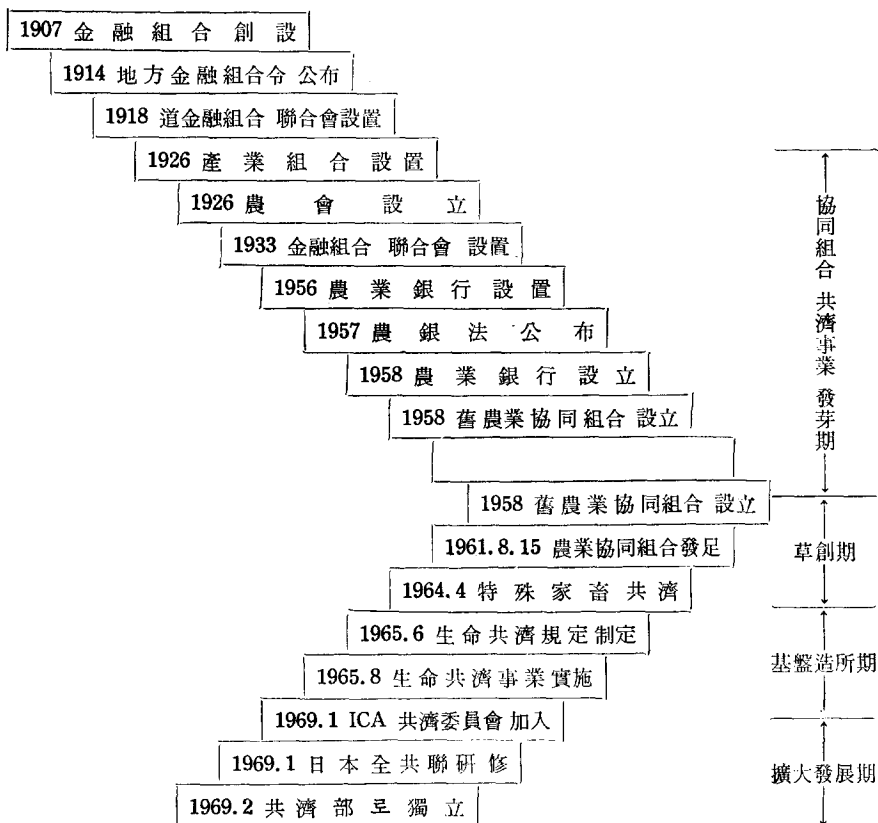 1907 金融組合創設
1914 地方金融組合令 公布
1918 道金融組合 聯合會設置
1926 產業組合設置
1926 農會設立
1933 金融組合 聯合會 設置
1956 農業銀行設置
1957 農銀法公布
1958 農業銀行設立
1958 舊農業協同組合 設立
1958 舊農業協同組合 設立
1961.8.15 農業協同組合發足
1964.4 特殊家畜共濟
1965.6 生命共濟規定制定
1965.8 生命共濟事業實施
1969.1 ICA 共濟委員會加入
1969.1 日本全共聯研修
1969.2 共濟部로獨立
協同組合 共濟事業 發芽期
草創期
基盤造所期
擴大發展期